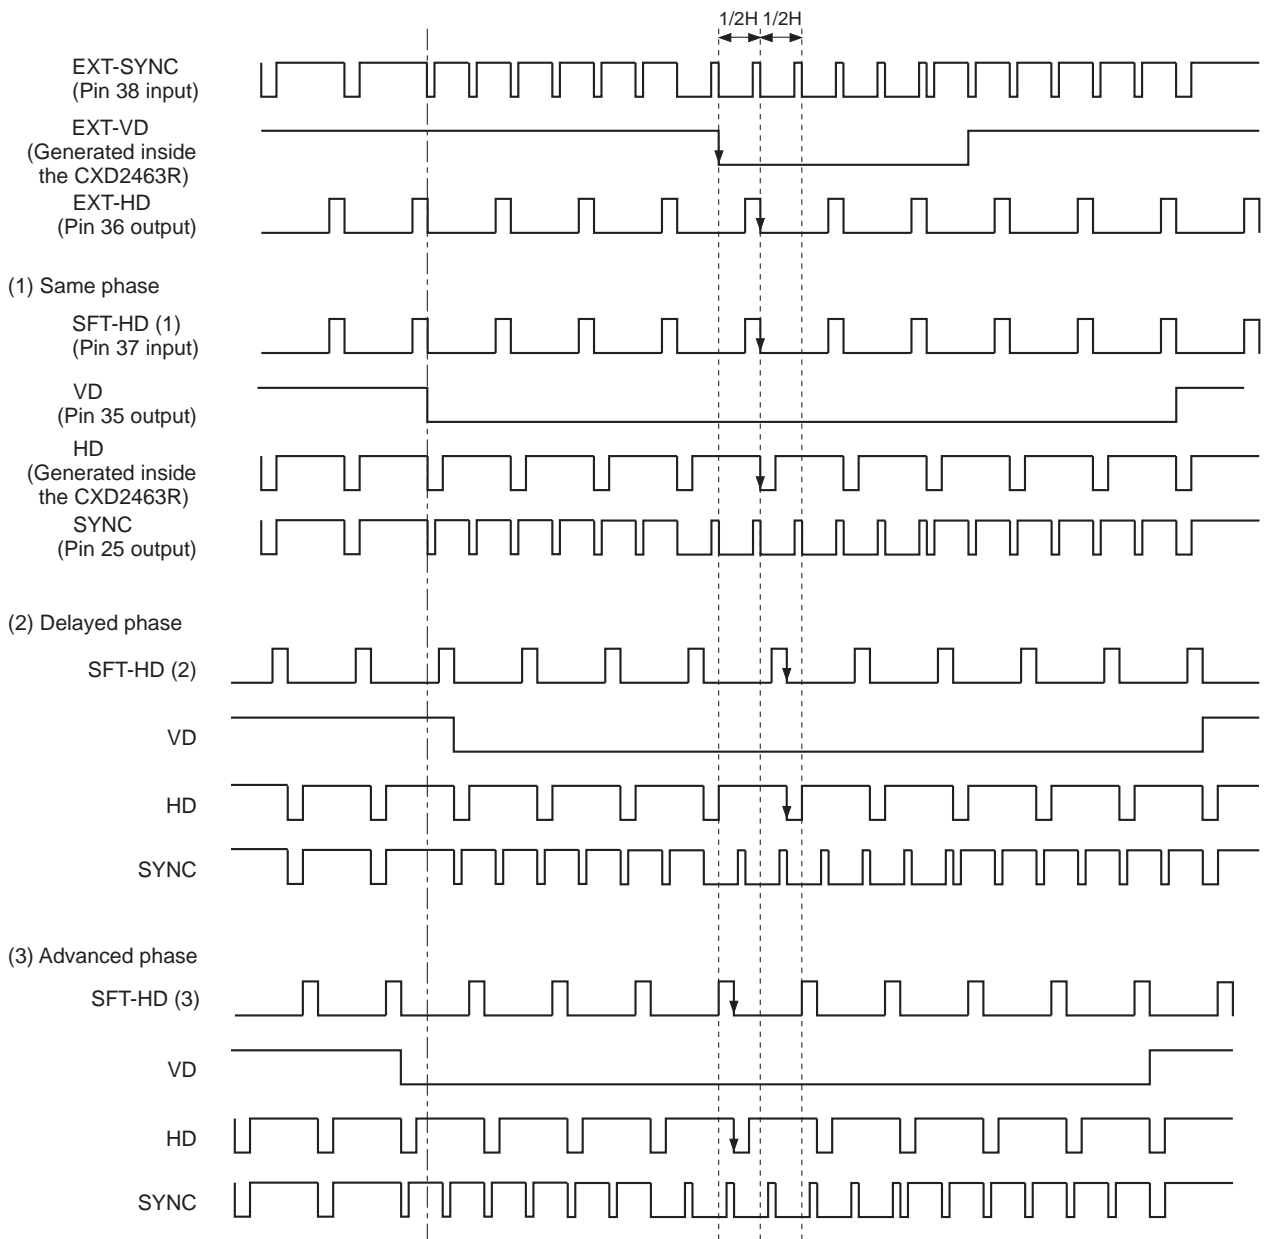 1/2H 1/2H
EXT-SYNC
(Pin 38 input)
EXT-VD
(Generated inside
the CXD2463R)
EXT-HD
(Pin 36 output)
(1) Same phase
SFT-HD (1)
(Pin 37 input)
VD
(Pin 35 output)
HD
(Generated inside
the CXD2463R)
SYNC
(Pin 25 output)
(2) Delayed phase
SFT-HD (2)
VD
HD
SYNC
(3) Advanced phase
SFT-HD (3)
VD
HD
SYNC